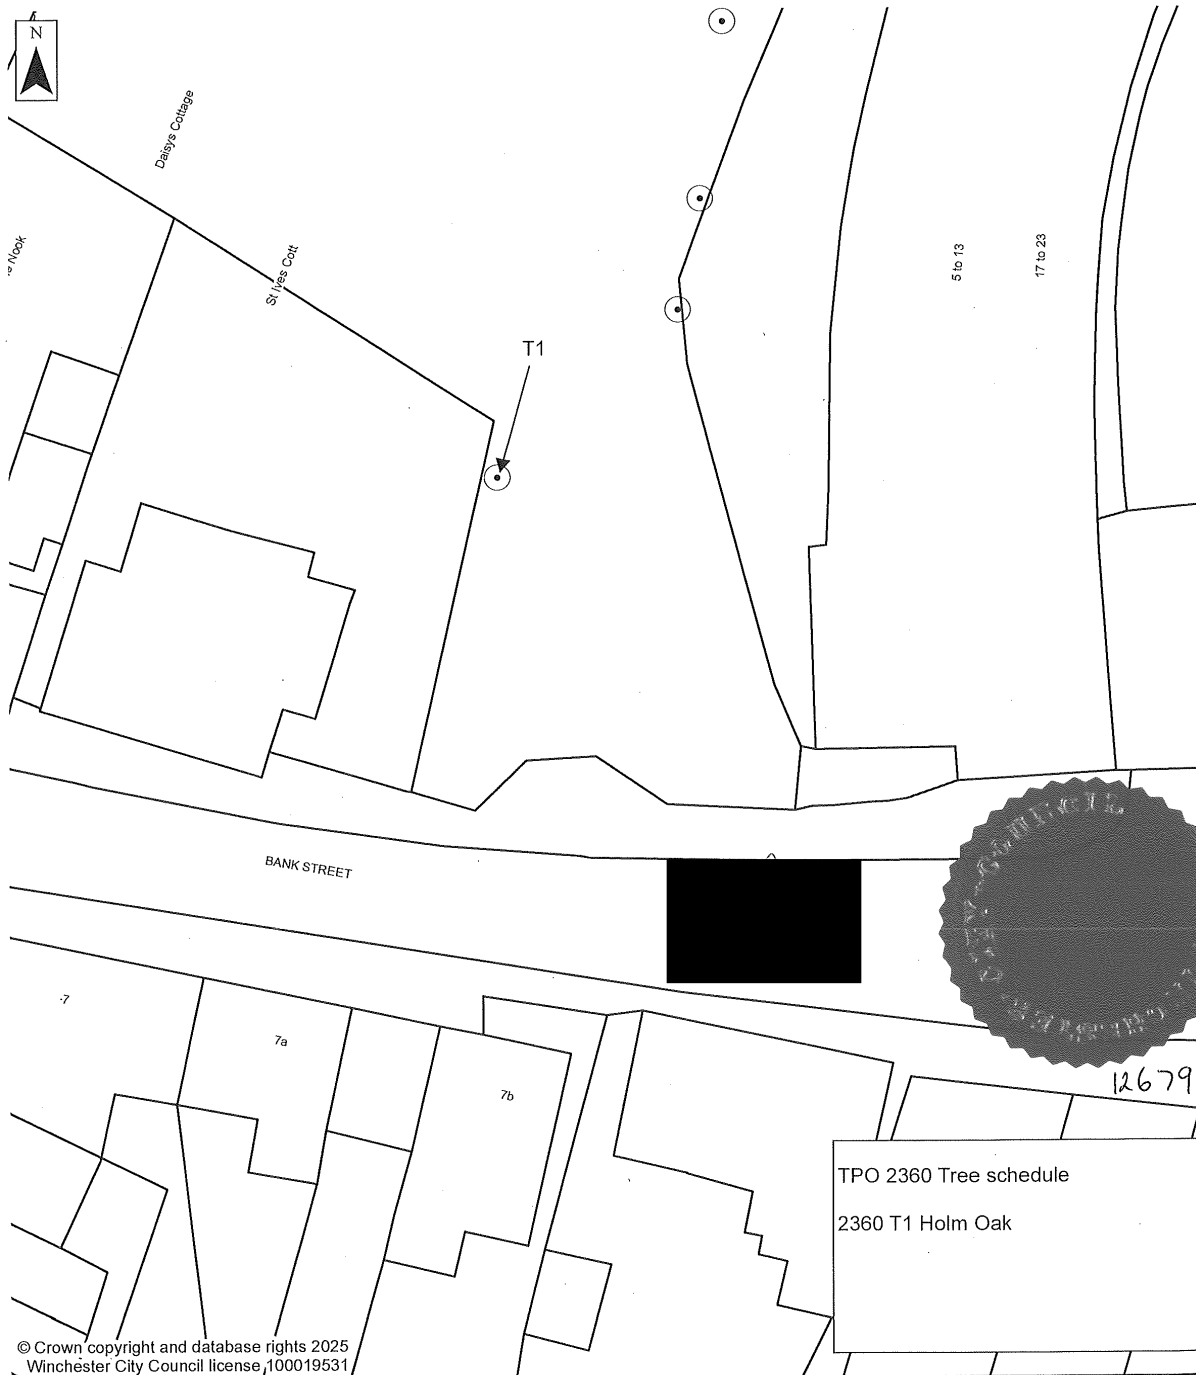 N
Daisys Cottage
Nook
St Ives Cott
5 to 13
17 to 23
T1
BANK STREET
7
7a
7b
12679
TPO 2360 Tree schedule
2360 T1 Holm Oak
© Crown copyright and database rights 2025
Winchester City Council license 100019531